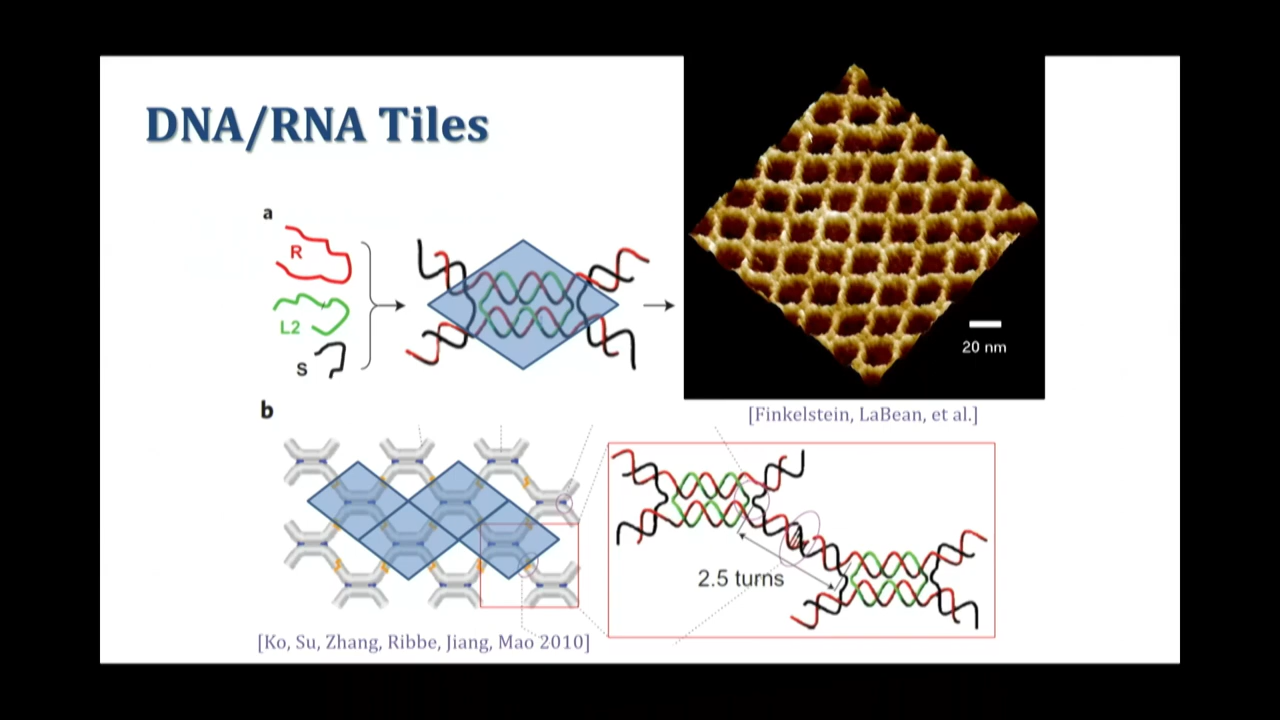 DNA/RNA Tiles
a
R
L2
S
20 nm
[Finkelstein, LaBean, et al.]
b
2.5 turns
[Ko, Su, Zhang, Ribbe, Jiang, Mao 2010]